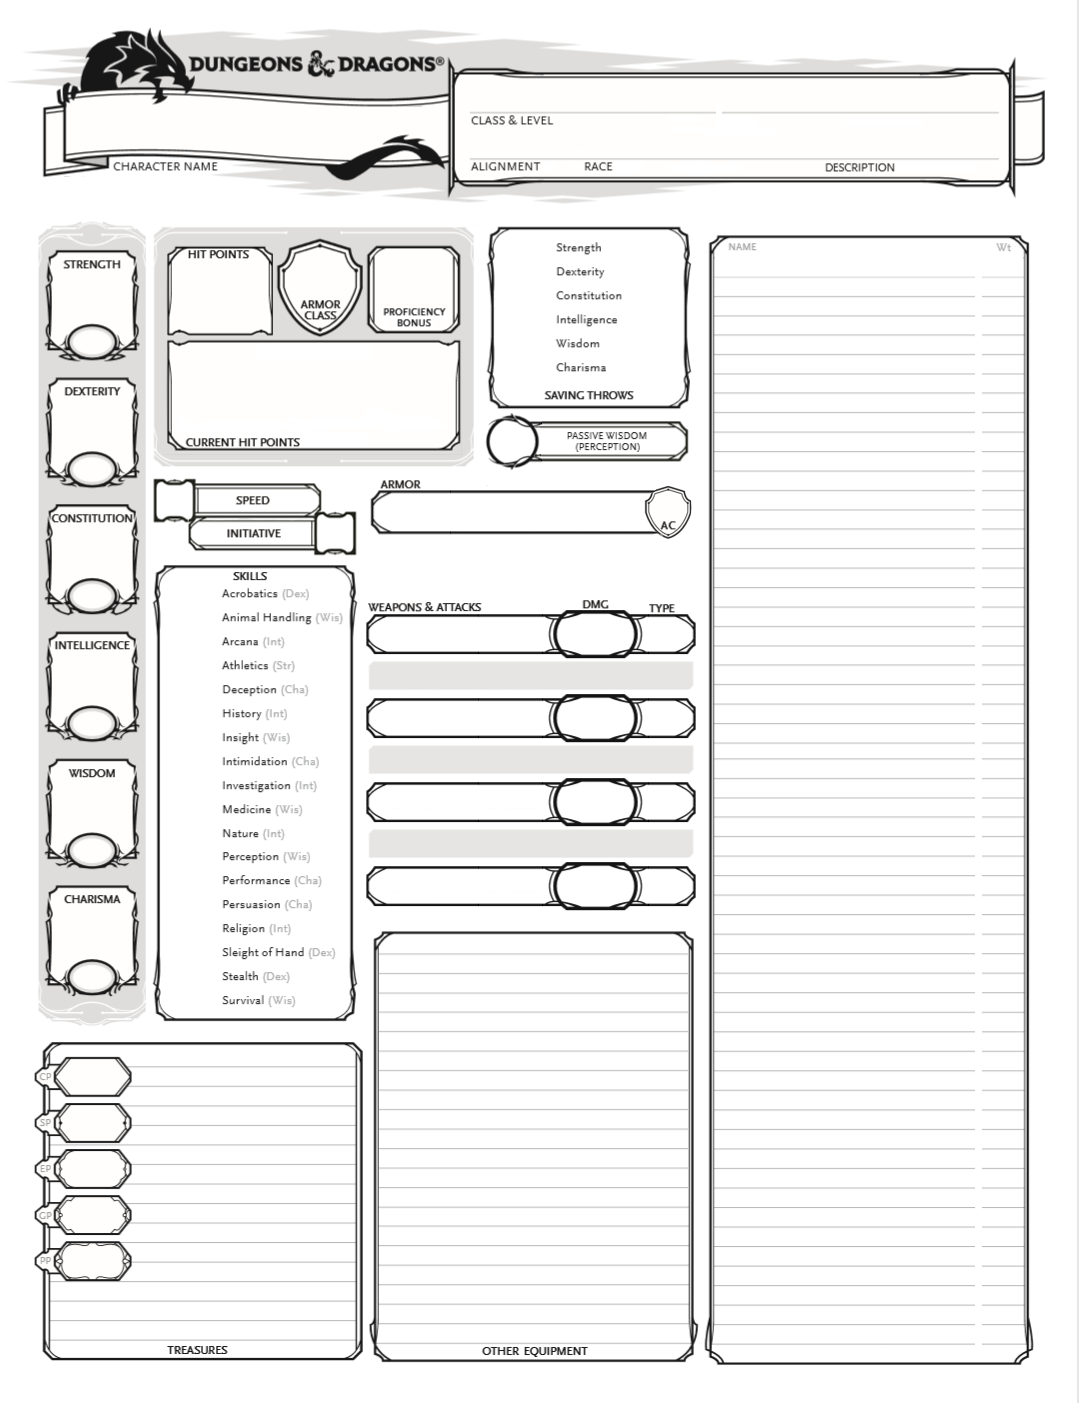 DUNGEONS & DRAGONS®
CHARACTER NAME
CLASS & LEVEL
ALIGNMENT RACE DESCRIPTION
STRENGTH
DEXTERITY
CONSTITUTION
INTELLIGENCE
WISDOM
CHARISMA
HIT POINTS
ARMOR
CLASS
PROFICIENCY
BONUS
CURRENT HIT POINTS
Strength
Dexterity
Constitution
Intelligence
Wisdom
Charisma
SAVING THROWS
PASSIVE WISDOM
(PERCEPTION)
SPEED
INITIATIVE
ARMOR
AC
SKILLS
Acrobatics (Dex)
Animal Handling (Wis)
Arcana (Int)
Athletics (Str)
Deception (Cha)
History (Int)
Insight (Wis)
Intimidation (Cha)
Investigation (Int)
Medicine (Wis)
Nature (Int)
Perception (Wis)
Performance (Cha)
Persuasion (Cha)
Religion (Int)
Sleight of Hand (Dex)
Stealth (Dex)
Survival (Wis)
WEAPONS & ATTACKS DMG TYPE
CP
SP
EP
GP
PP
TREASURES
OTHER EQUIPMENT
NAME Wt